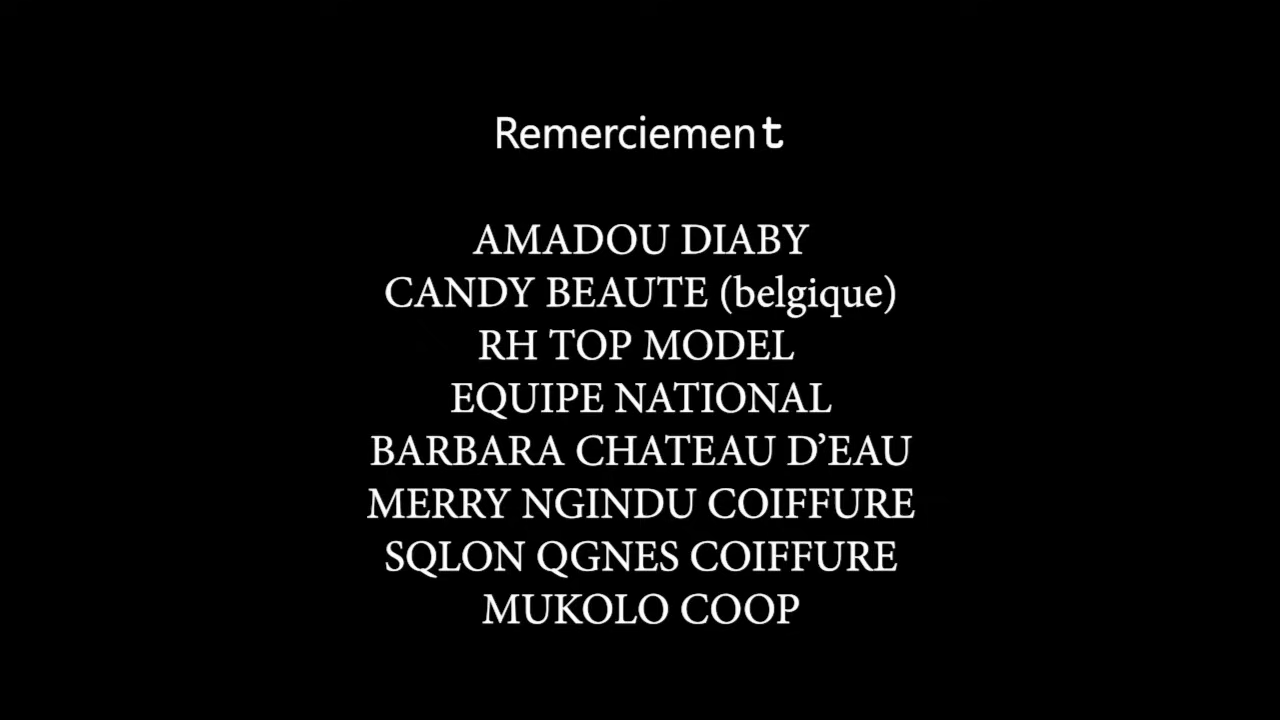 Remerciement
AMADOU DIABY
CANDY BEAUTE (belgique)
RH TOP MODEL
EQUIPE NATIONAL
BARBARA CHATEAU D’EAU
MERRY NGINDU COIFFURE
SQLON QGNES COIFFURE
MUKOLO COOP